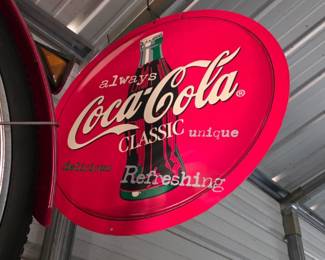 always
Coca-Cola®
CLASSIC unique
delicious
Refreshing